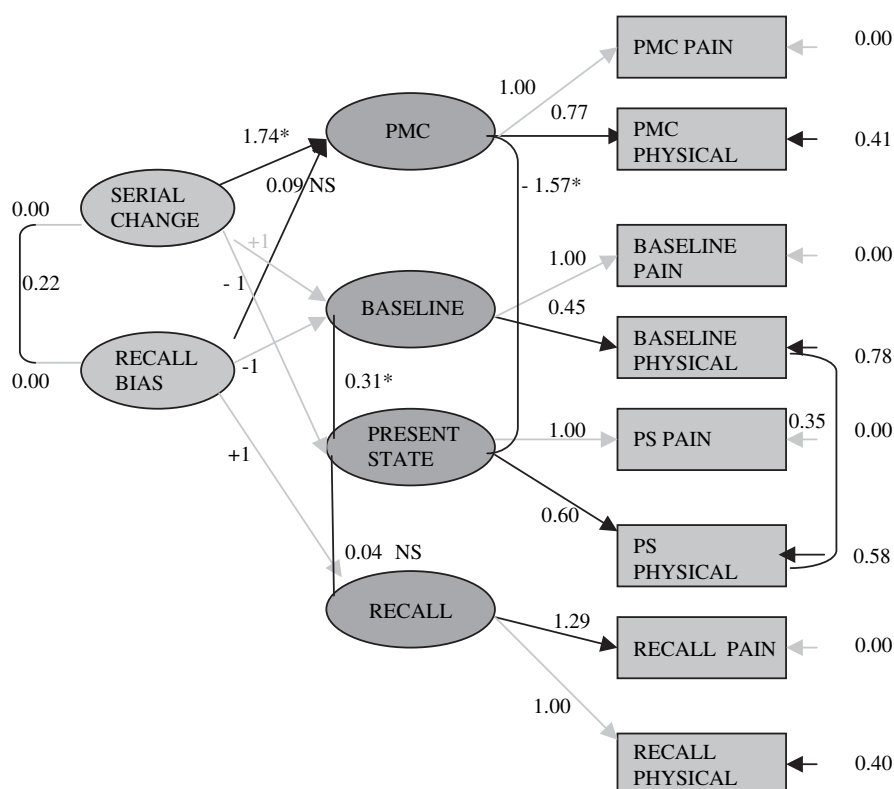 PMC PAIN
0.00
1.00
0.77
PMC
PMC
PHYSICAL
0.41
1.74*
0.09 NS
- 1.57*
SERIAL
CHANGE
0.00
+1
BASELINE
PAIN
0.00
1.00
0.22
- 1
BASELINE
0.45
BASELINE
PHYSICAL
0.78
RECALL
BIAS
0.00
-1
0.31*
0.35
PRESENT
STATE
1.00
PS PAIN
0.00
+1
0.60
PS
PHYSICAL
0.58
0.04 NS
RECALL
1.29
RECALL PAIN
0.00
1.00
RECALL
PHYSICAL
0.40